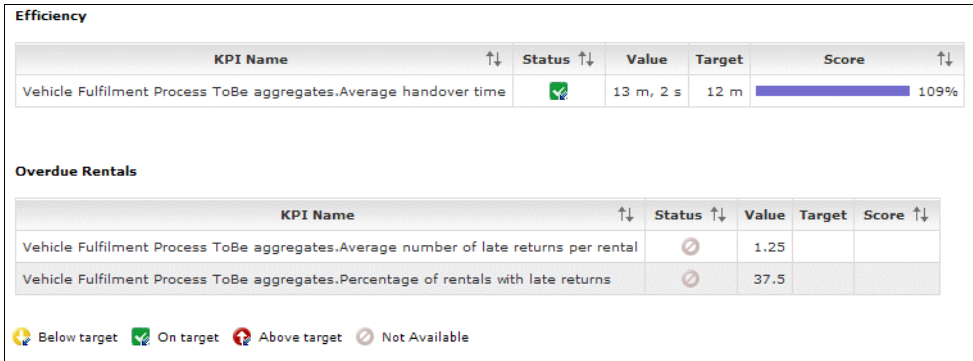 Efficiency
KPI Name Status Value Target Score
Vehicle Fulfilment Process ToBe aggregates.Average handover time 13 m, 2 s 12 m 109%
Overdue Rentals
KPI Name Status Value Target Score
Vehicle Fulfilment Process ToBe aggregates.Average number of late returns per rental 1.25
Vehicle Fulfilment Process ToBe aggregates.Percentage of rentals with late returns 37.5
Below target On target Above target Not Available